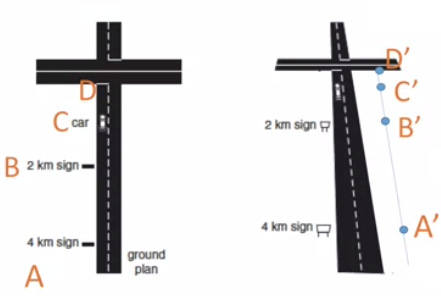 D
C car
B 2 km sign
4 km sign
A
ground
plan
D'
C'
2 km sign
B'
4 km sign
A'